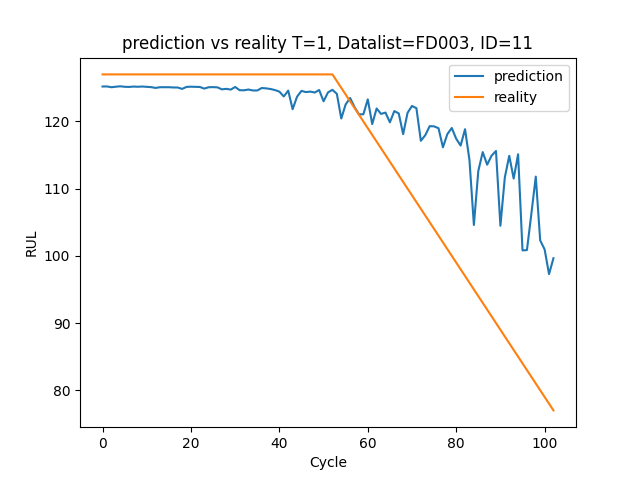 prediction vs reality T=1, Datalist=FD003, ID=11
prediction
reality
120
110
100
90
80
RUL
0 20 40 60 80 100
Cycle